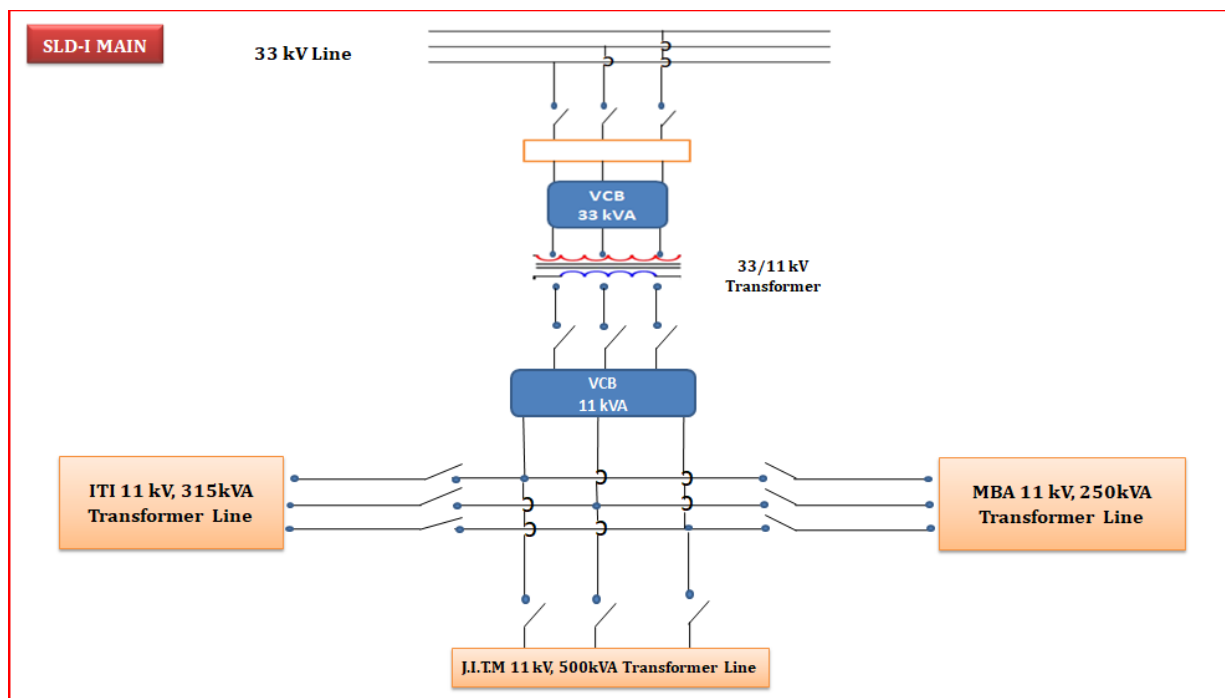 SLD-I MAIN
33 kV Line
VCB
33 kVA
33/11 kV
Transformer
VCB
11 kVA
ITI 11 kV, 315kVA
Transformer Line
MBA 11 kV, 250kVA
Transformer Line
J.I.T.M 11 kV, 500kVA Transformer Line